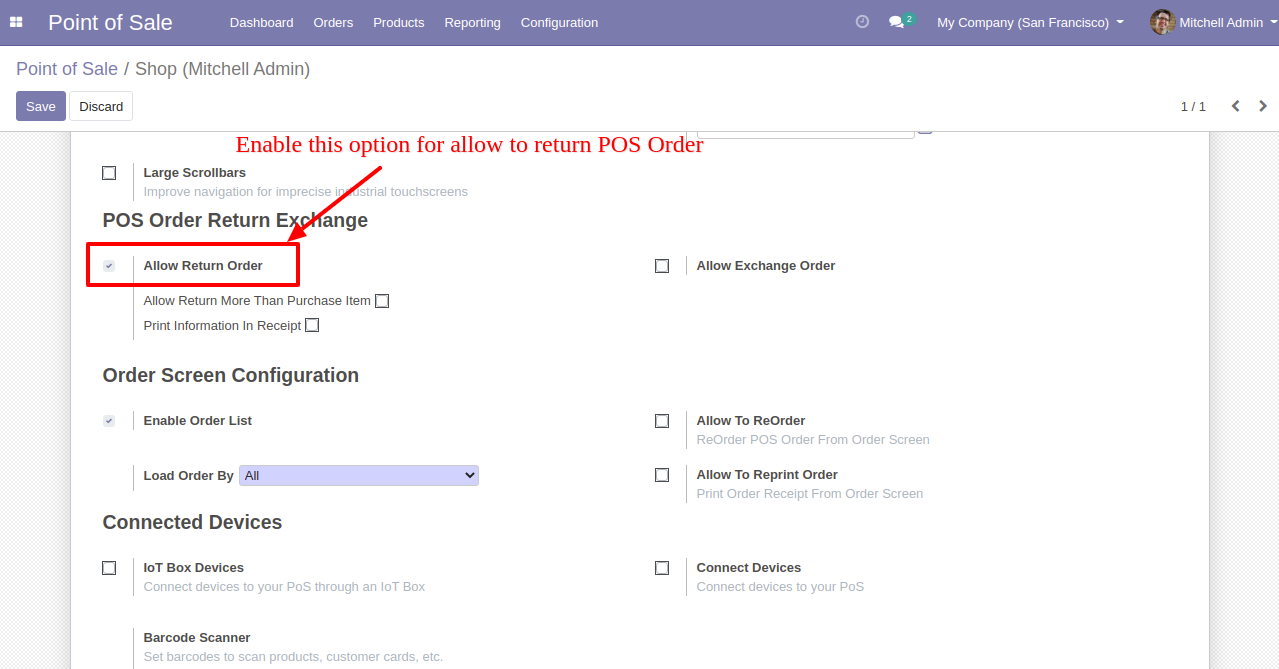 Point of Sale Dashboard Orders Products Reporting Configuration 2 My Company (San Francisco) Mitchell Admin
Point of Sale / Shop (Mitchell Admin)
Save Discard 1 / 1
Enable this option for allow to return POS Order
Large Scrollbars
Improve navigation for imprecise industrial touchscreens
POS Order Return Exchange
Allow Return Order Allow Exchange Order
Allow Return More Than Purchase Item
Print Information In Receipt
Order Screen Configuration
Enable Order List Allow To ReOrder
ReOrder POS Order From Order Screen
Load Order By All Allow To Reprint Order
Print Order Receipt From Order Screen
Connected Devices
IoT Box Devices Connect Devices
Connect devices to your PoS through an IoT Box Connect devices to your PoS
Barcode Scanner
Set barcodes to scan products, customer cards, etc.